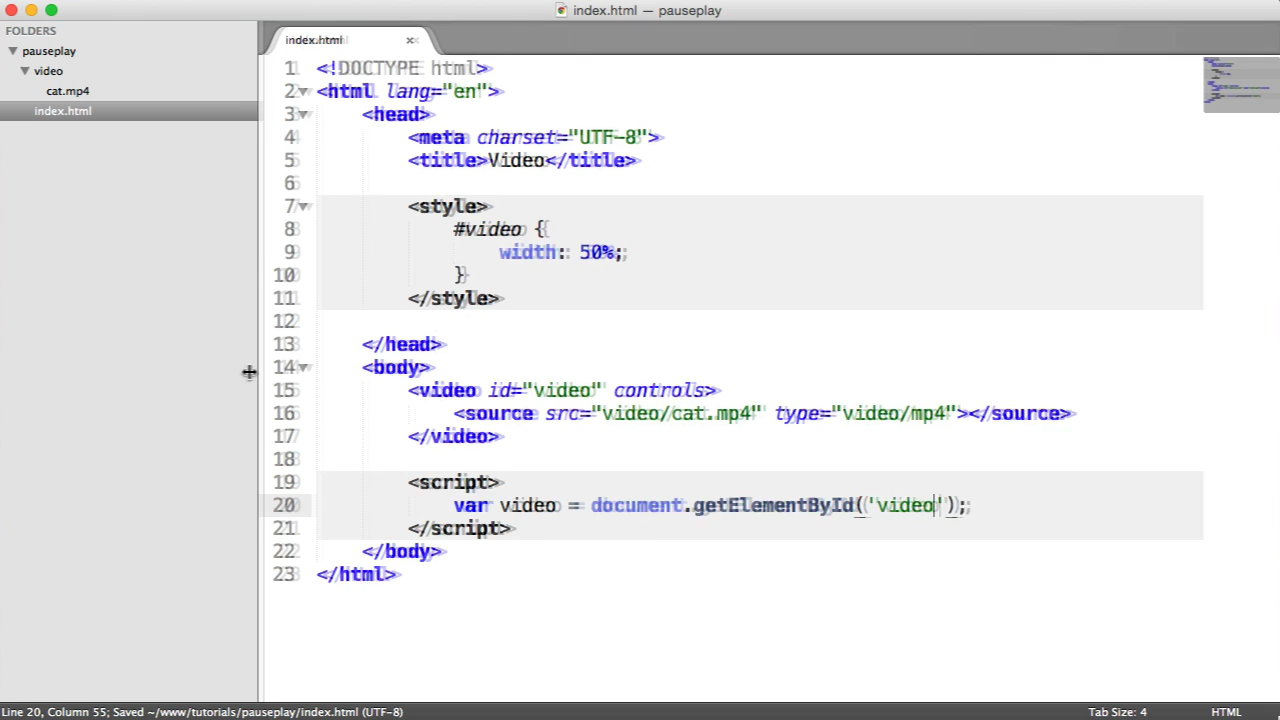 index.html — pauseplay
FOLDERS
pauseplay
video
cat.mp4
index.html
index.html
1 <!DOCTYPE html>
2 <html lang="en">
3 <head>
4 <meta charset="UTF-8">
5 <title>Video</title>
6
7 <style>
8 #video {
9 width: 50%;
10 }
11 </style>
12
13 </head>
14 <body>
15 <video id="video" controls>
16 <source src="video/cat.mp4" type="video/mp4"></source>
17 </video>
18
19 <script>
20 var video = document.getElementById('video');
21 </script>
22 </body>
23 </html>
Line 20, Column 55; Saved ~/www/tutorials/pauseplay/index.html (UTF-8)
Tab Size: 4
HTML